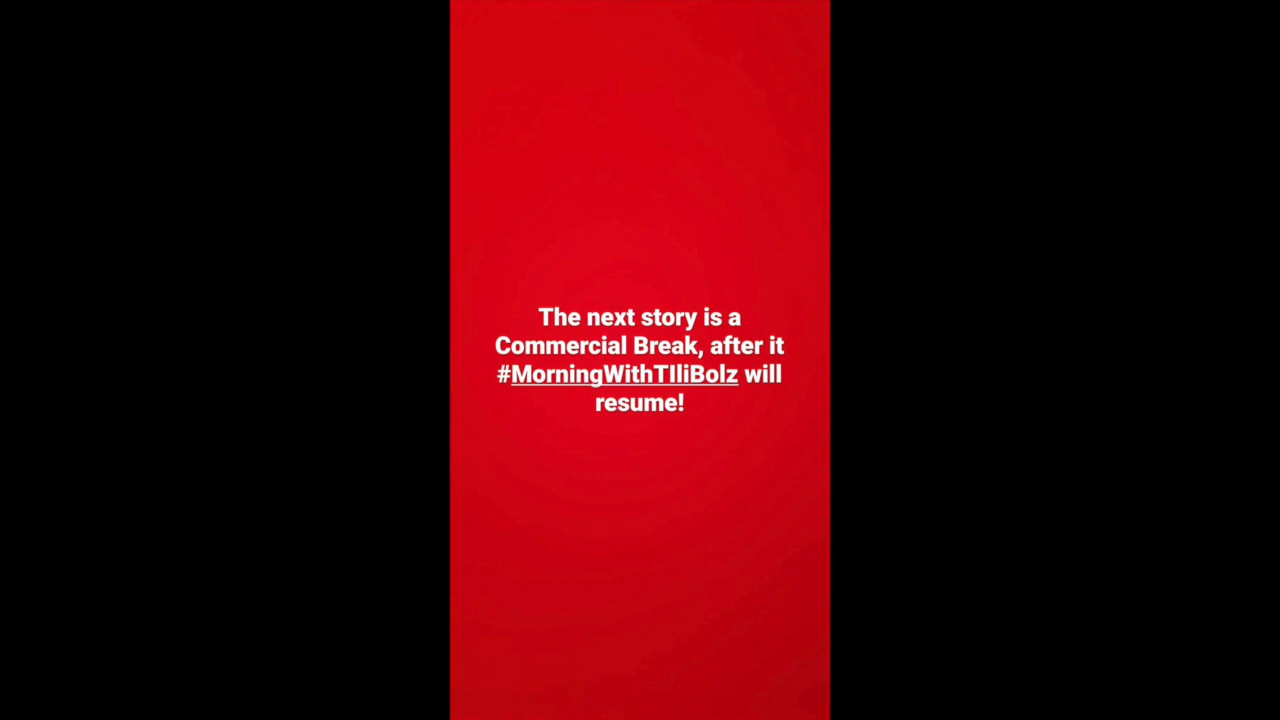 The next story is a
Commercial Break, after it
#MorningWithTIliBolz will
resume!